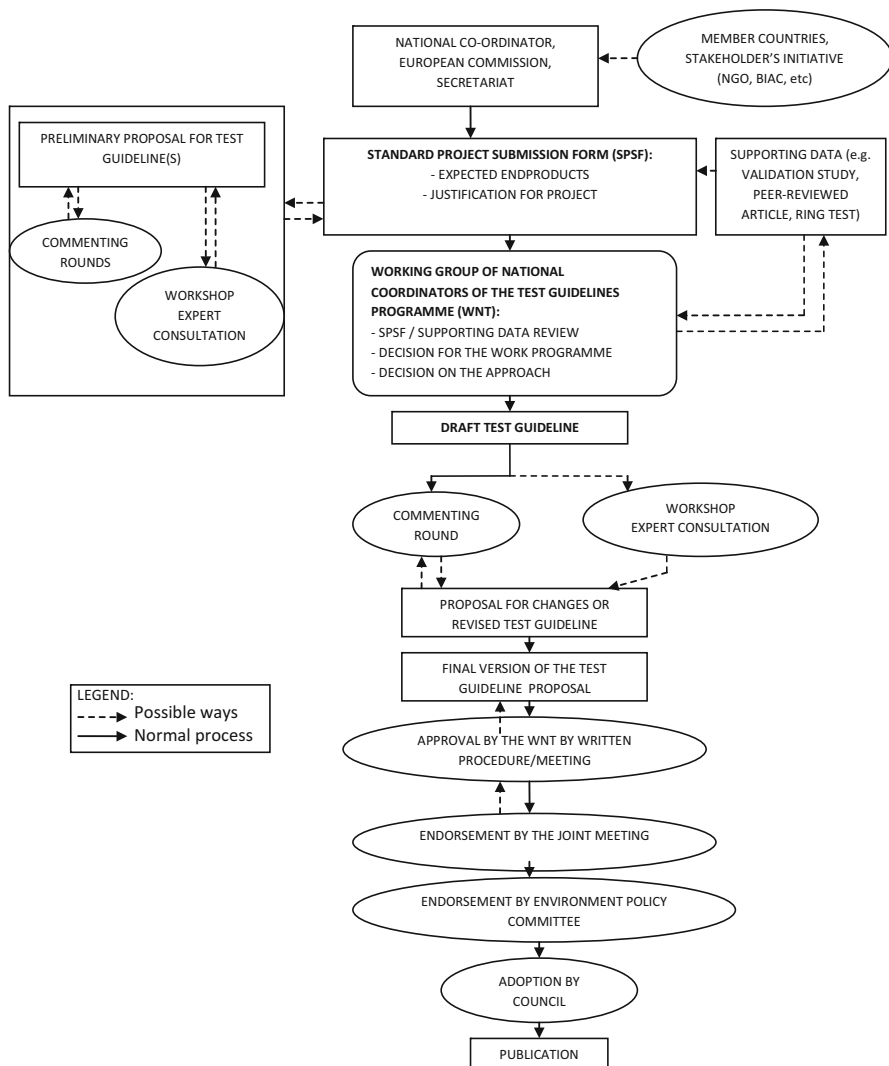 NATIONAL CO-ORDINATOR,
EUROPEAN COMMISSION,
SECRETARIAT
MEMBER COUNTRIES,
STAKEHOLDER'S INITIATIVE
(NGO, BIAC, etc)
PRELIMINARY PROPOSAL FOR TEST
GUIDELINE(S)
COMMENTING
ROUNDS
WORKSHOP
EXPERT
CONSULTATION
STANDARD PROJECT SUBMISSION FORM (SPSF):
- EXPECTED ENDPRODUCTS
- JUSTIFICATION FOR PROJECT
SUPPORTING DATA (e.g.
VALIDATION STUDY,
PEER-REVIEWED
ARTICLE, RING TEST)
WORKING GROUP OF NATIONAL
COORDINATORS OF THE TEST GUIDELINES
PROGRAMME (WNT):
- SPSF / SUPPORTING DATA REVIEW
- DECISION FOR THE WORK PROGRAMME
- DECISION ON THE APPROACH
DRAFT TEST GUIDELINE
COMMENTING
ROUND
WORKSHOP
EXPERT CONSULTATION
PROPOSAL FOR CHANGES OR
REVISED TEST GUIDELINE
FINAL VERSION OF THE TEST
GUIDELINE PROPOSAL
LEGEND:
Possible ways
Normal process
APPROVAL BY THE WNT BY WRITTEN
PROCEDURE/MEETING
ENDORSEMENT BY THE JOINT MEETING
ENDORSEMENT BY ENVIRONMENT POLICY
COMMITTEE
ADOPTION BY
COUNCIL
PUBLICATION